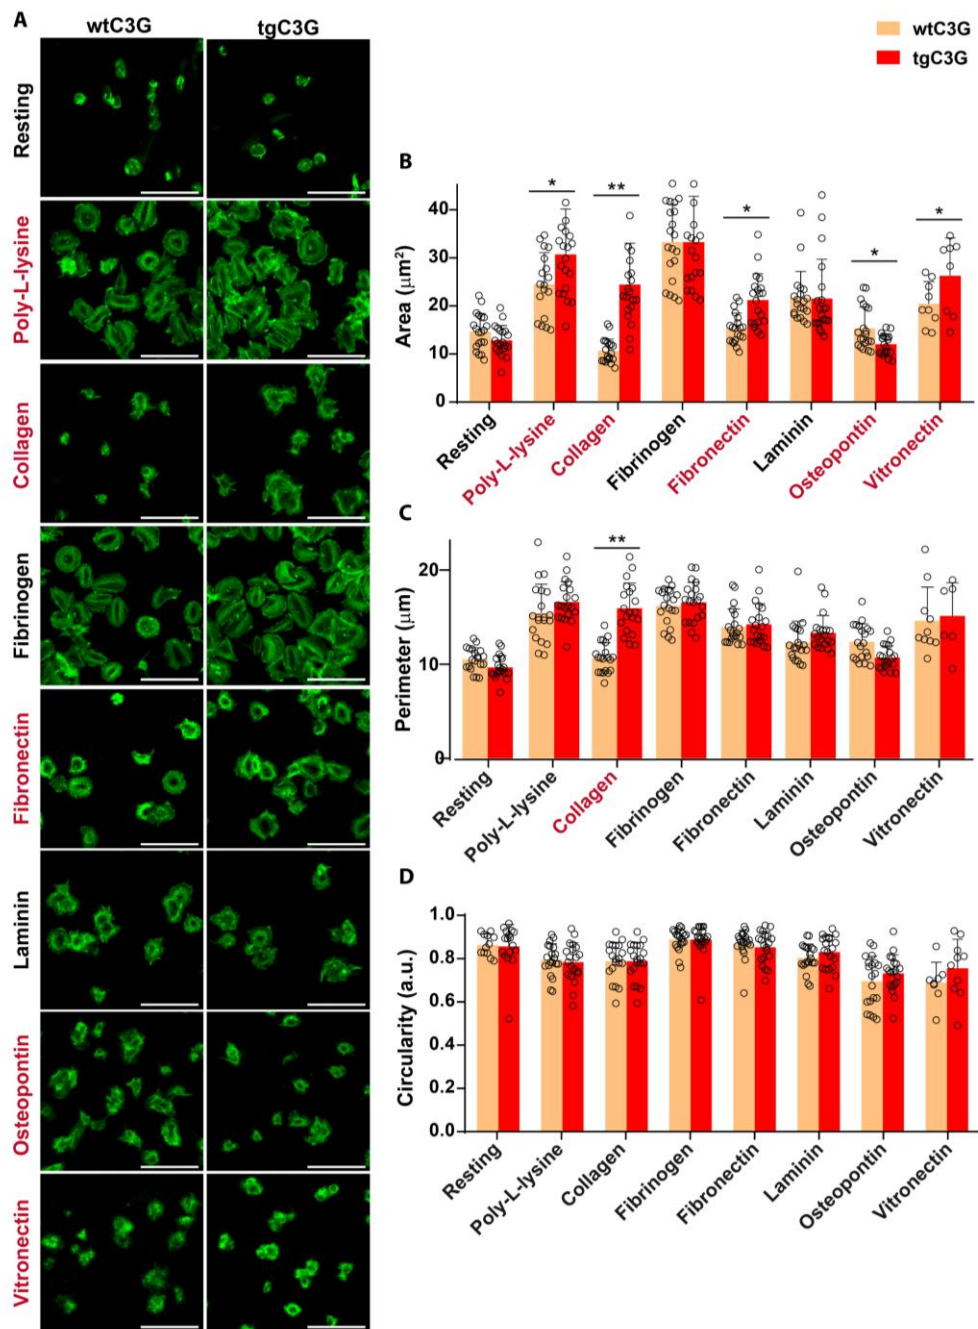 A
wtC3G
tgC3G
Resting
Poly-L-lysine
Collagen
Fibrinogen
Fibronectin
Laminin
Osteopontin
Vitronectin
wtC3G
tgC3G
B
Area (μm²)
40
30
20
10
0
*
**
*
*
*
Resting
Poly-L-lysine
Collagen
Fibrinogen
Fibronectin
Laminin
Osteopontin
Vitronectin
C
Perimeter (μm)
20
10
0
**
Resting
Poly-L-lysine
Collagen
Fibrinogen
Fibronectin
Laminin
Osteopontin
Vitronectin
D
Circularity (a.u.)
1.0
0.8
0.6
0.4
0.2
0.0
Resting
Poly-L-lysine
Collagen
Fibrinogen
Fibronectin
Laminin
Osteopontin
Vitronectin